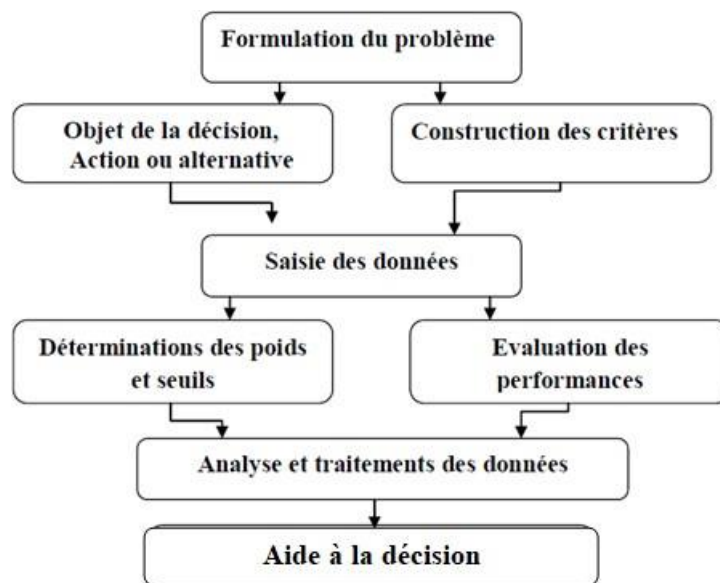 Formulation du problème
Objet de la décision,
Action ou alternative
Construction des critères
Saisie des données
Déterminations des poids
et seuils
Evaluation des
performances
Analyse et traitements des données
Aide à la décision